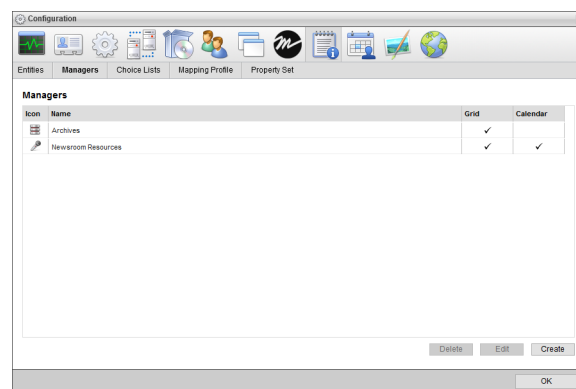 Configuration
Entities Managers Choice Lists Mapping Profile Property Set
Managers
Icon Name Grid Calendar
Archives
Newsroom Resources
Delete Edit Create
OK